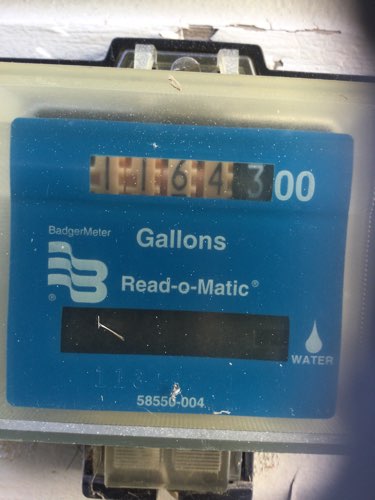 1164300
BadgerMeter
Gallons
®
Read-o-Matic®
WATER
58550-004